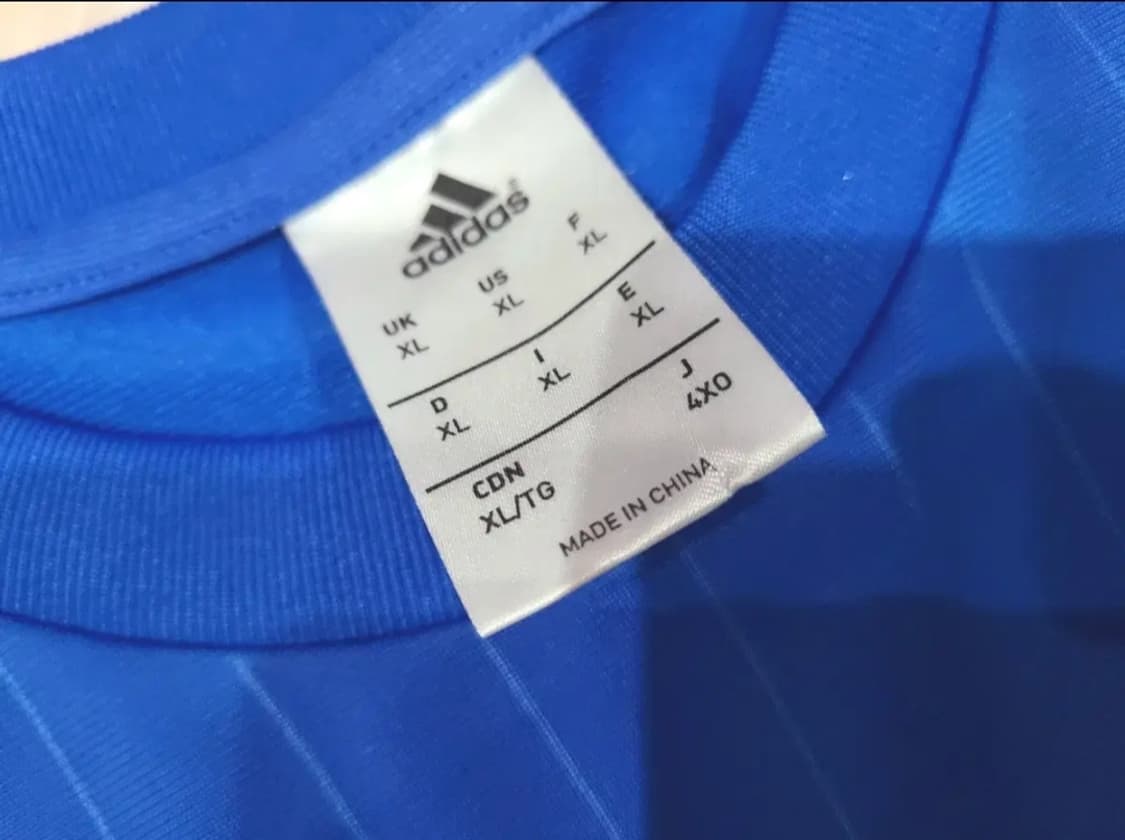 adidas®
UK US F
XL XL XL
D I E
XL XL XL
CDN J
XL/TG 4XO
MADE IN CHINA